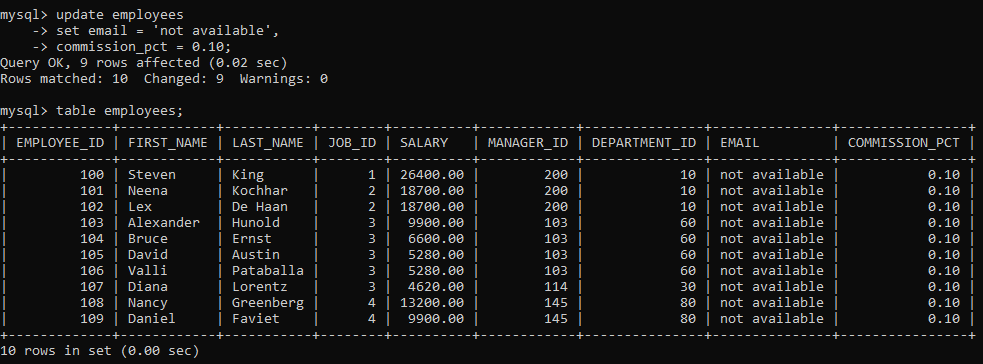 mysql> update employees
    -> set email = 'not available',
    -> commission_pct = 0.10;
Query OK, 9 rows affected (0.02 sec)
Rows matched: 10  Changed: 9  Warnings: 0

mysql> table employees;
+-------------+------------+-----------+--------+----------+------------+---------------+---------------+----------------+
| EMPLOYEE_ID | FIRST_NAME | LAST_NAME | JOB_ID | SALARY   | MANAGER_ID | DEPARTMENT_ID | EMAIL         | COMMISSION_PCT |
+-------------+------------+-----------+--------+----------+------------+---------------+---------------+----------------+
|         100 | Steven     | King      |      1 | 26400.00 |        200 |            10 | not available |           0.10 |
|         101 | Neena      | Kochhar   |      2 | 18700.00 |        200 |            10 | not available |           0.10 |
|         102 | Lex        | De Haan   |      2 | 18700.00 |        200 |            10 | not available |           0.10 |
|         103 | Alexander  | Hunold    |      3 |  9900.00 |        103 |            60 | not available |           0.10 |
|         104 | Bruce      | Ernst     |      3 |  6600.00 |        103 |            60 | not available |           0.10 |
|         105 | David      | Austin    |      3 |  5280.00 |        103 |            60 | not available |           0.10 |
|         106 | Valli      | Pataballa |      3 |  5280.00 |        103 |            60 | not available |           0.10 |
|         107 | Diana      | Lorentz   |      3 |  4620.00 |        114 |            30 | not available |           0.10 |
|         108 | Nancy      | Greenberg |      4 | 13200.00 |        145 |            80 | not available |           0.10 |
|         109 | Daniel     | Faviet    |      4 |  9900.00 |        145 |            80 | not available |           0.10 |
+-------------+------------+-----------+--------+----------+------------+---------------+---------------+----------------+
10 rows in set (0.00 sec)